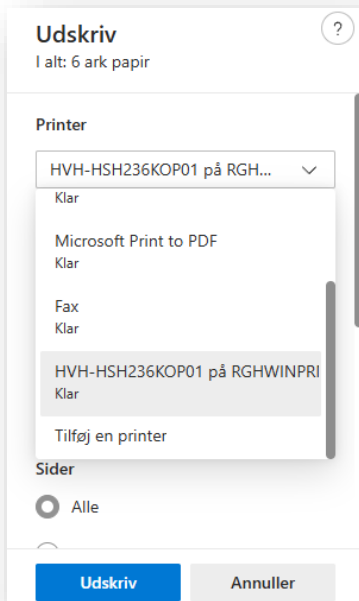 Udskriv
?
I alt: 6 ark papir
Printer
HVH-HSH236KOP01 på RGH...
Klar
Microsoft Print to PDF
Klar
Fax
Klar
HVH-HSH236KOP01 på RGHWINPRI
Klar
Tilføj en printer
Sider
Alle
Udskriv
Annuller